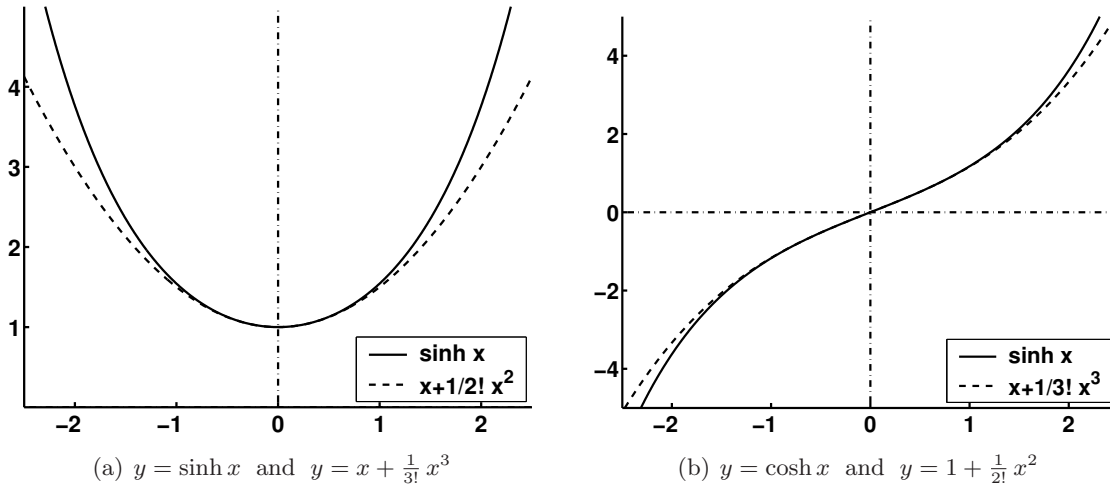 4
3
2
1
sinh x
x+1/2! x²
−2 −1 0 1 2
(a) y = sinh x and y = x + 1/3! x³
4
2
0
−2
−4
sinh x
x+1/3! x³
−2 −1 0 1 2
(b) y = cosh x and y = 1 + 1/2! x²